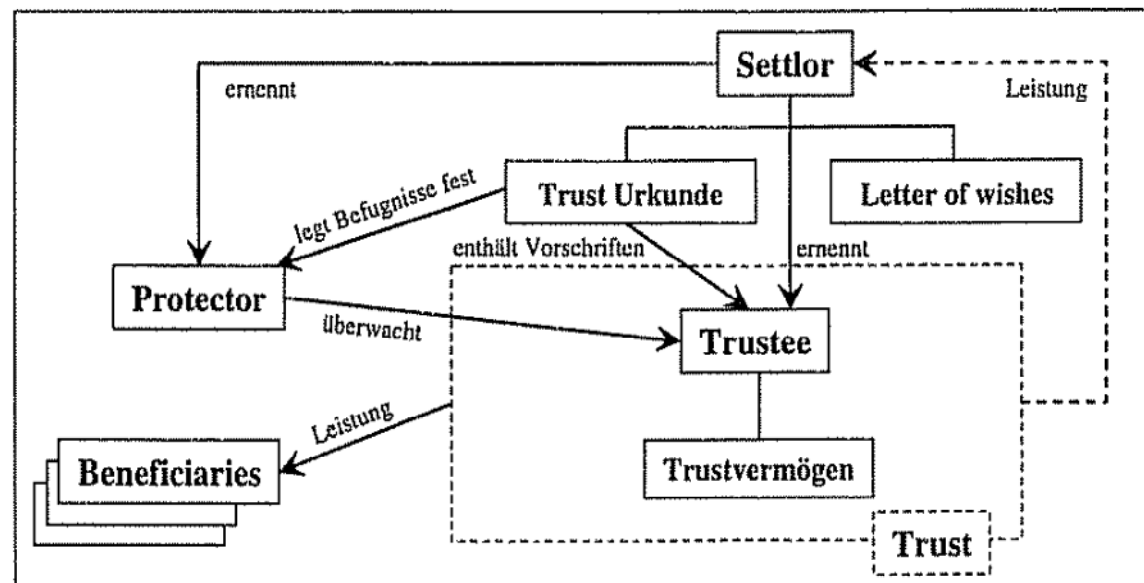 Settlor
ernennt
Leistung
Trust Urkunde
Letter of wishes
legt Befugnisse fest
enthält Vorschriften
ernennt
Protector
überwacht
Trustee
Leistung
Beneficiaries
Trustvermögen
Trust